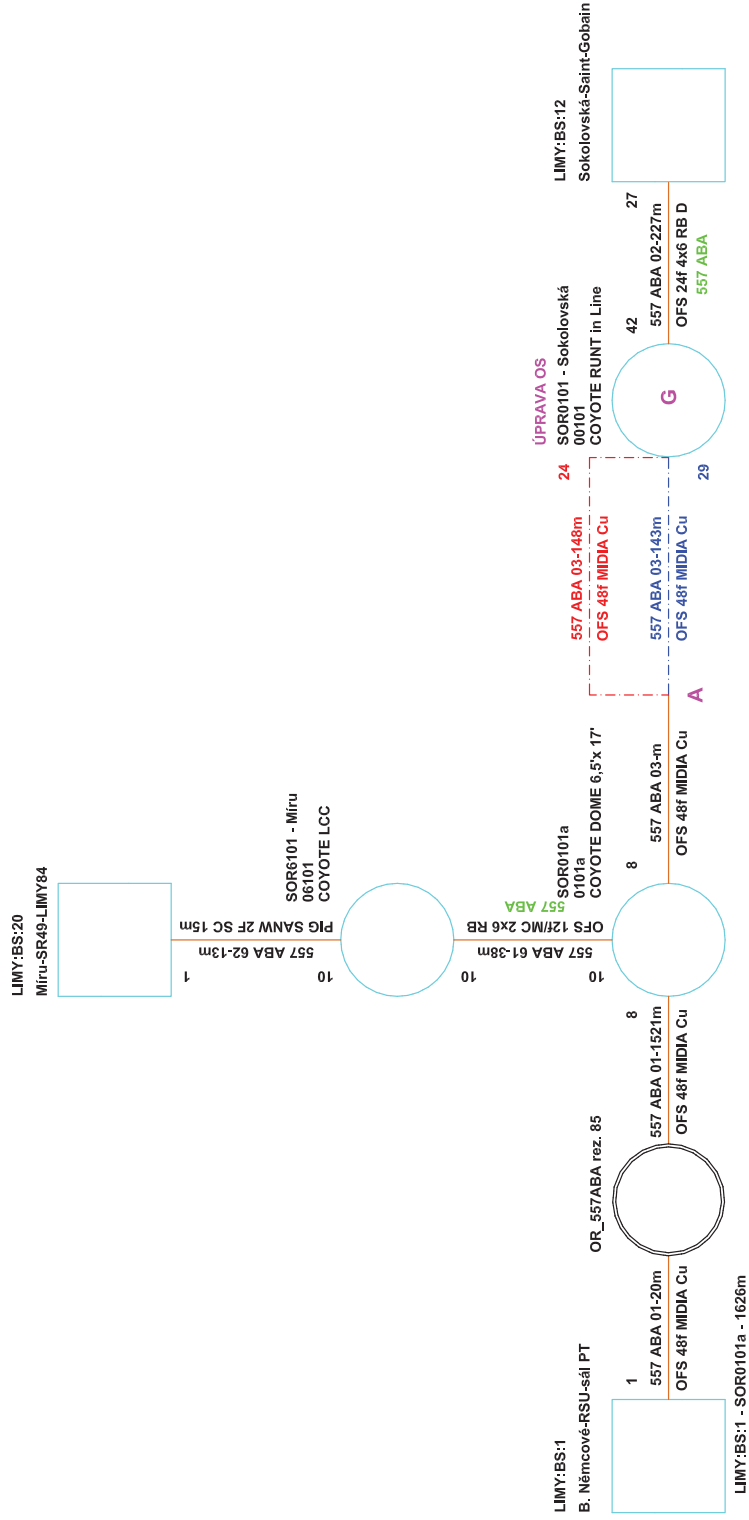 LIMY:BS:20
Míru-SR49-LIMY84
1
557 ABA 62-13m
PIG SANW 2F SC 15m
10
SOR6101 - Míru
06101
COYOTE LCC
10
557 ABA 61-38m
OFS 12f/MC 2x6 RB
557 ABA
10
LIMY:BS:1
B. Němcové-RSU-sál PT
1
557 ABA 01-20m
OFS 48f MIDIA Cu
LIMY:BS:1 - SOR0101a - 1626m
OR_557ABA rez. 85
557 ABA 01-1521m
OFS 48f MIDIA Cu
8
SOR0101a
0101a
COYOTE DOME 6,5'x 17'
8
557 ABA 03-m
OFS 48f MIDIA Cu
A
557 ABA 03-148m
OFS 48f MIDIA Cu
24
557 ABA 03-143m
OFS 48f MIDIA Cu
29
ÚPRAVA OS
SOR0101 - Sokolovská
00101
COYOTE RUNT in Line
G
42
557 ABA 02-227m
OFS 24f 4x6 RB D
557 ABA
27
LIMY:BS:12
Sokolovská-Saint-Gobain